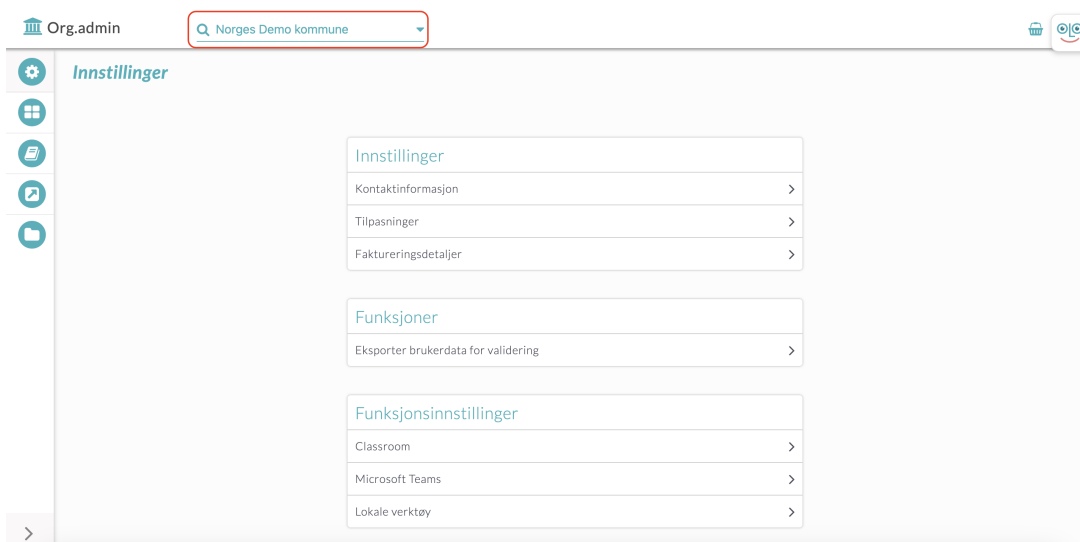 Org.admin
Norges Demo kommune
Innstillinger
Innstillinger
Kontaktinformasjon
Tilpasninger
Faktureringsdetaljer
Funksjoner
Eksporter brukerdata for validering
Funksjonsinnstillinger
Classroom
Microsoft Teams
Lokale verktøy